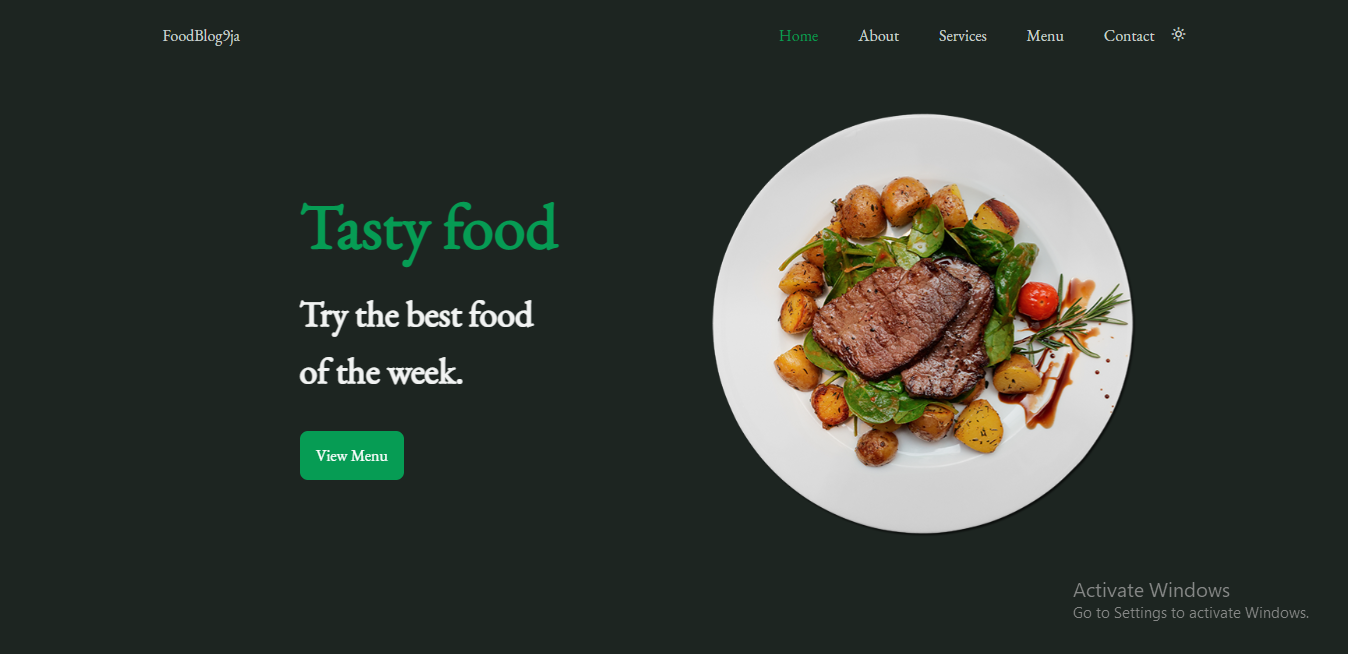 FoodBlog9ja
Home About Services Menu Contact
Tasty food
Try the best food
of the week.
View Menu
Activate Windows
Go to Settings to activate Windows.